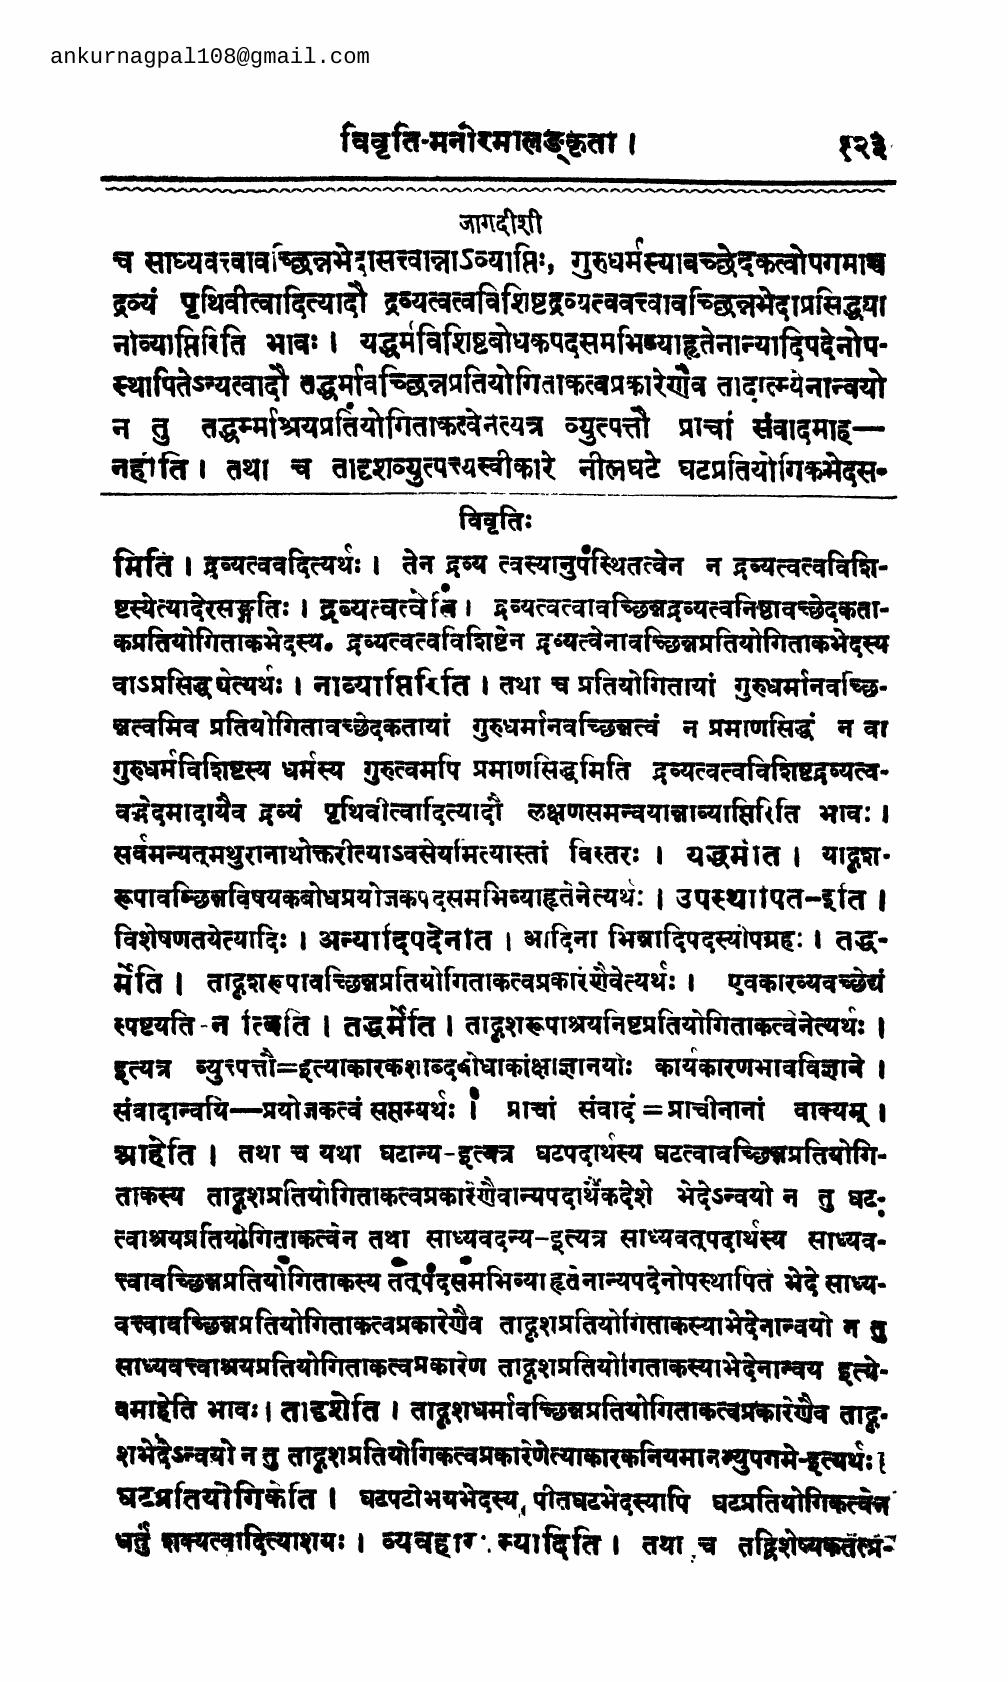 ankurnagpal108@gmail.com
विवृति-मनोरमालङ्कृता ।
१२३
जागदीशी
च साध्यवत्त्वावच्छिन्नभेदासत्त्वान्नाऽव्याप्तिः, गुरुधर्मस्यावच्छेदकत्वोपगमाच्च
द्रव्यं पृथिवीत्वादित्यादौ द्रव्यत्वत्वविशिष्टद्रव्यत्ववत्त्वावच्छिन्नभेदाप्रसिद्धया
नाव्याप्तिरिति भावः । यद्धर्मविशिष्टबोधकपदसमभिव्याहृतेनान्यादिपदेनोप-
स्थापितेऽन्यत्वादौ तद्धर्मावच्छिन्नप्रतियोगिताकत्वप्रकारेणैव तादात्म्येनान्वयो
न तु तद्धर्म्माश्रयप्रतियोगिताकत्वेनेत्यत्र व्युत्पत्तौ प्राचां संवादमाह—
नहीति । तथा च तादृशव्युत्पत्त्यस्वीकारे नीलघटे घटप्रतियोगिकभेदस-
विवृतिः
मिति । द्रव्यत्ववदित्यर्थः । तेन द्रव्य त्वस्यानुपस्थितत्वेन न द्रव्यत्वत्वविशि-
ष्टस्येत्यादेरसङ्गतिः । द्रव्यत्वत्वेति । द्रव्यत्वत्वावच्छिन्नद्रव्यत्वनिष्ठावच्छेदकता-
कप्रतियोगिताकभेदस्य. द्रव्यत्वत्वविशिष्टेन द्रव्यत्वेनावच्छिन्नप्रतियोगिताकभेदस्य
वाऽप्रसिद्धयेत्यर्थः । नाव्याप्तिरिति । तथा च प्रतियोगितायां गुरुधर्मानवच्छि-
न्नत्वमिव प्रतियोगितावच्छेदकतायां गुरुधर्मानवच्छिन्नत्वं न प्रमाणसिद्धं न वा
गुरुधर्मविशिष्टस्य धर्मस्य गुरुत्वमपि प्रमाणसिद्धमिति द्रव्यत्वत्वविशिष्टद्रव्यत्व-
वद्भेदमादायैव द्रव्यं पृथिवीत्वादित्यादौ लक्षणसमन्वयान्नाव्याप्तिरिति भावः ।
सर्वमन्यत्मथुरानाथोक्तरीत्याऽवसेयमित्यास्तां विस्तरः । यद्धर्मेति । यादृश-
रूपावच्छिन्नविषयकबोधप्रयोजकपदसमभिव्याहृतेनेत्यर्थः । उपस्थापित-इति ।
विशेषणतयेत्यादिः । अन्यादिपदेनेति । आदिना भिन्नादिपदस्योपग्रहः । तद्ध-
र्मेति । तादृशरूपावच्छिन्नप्रतियोगिताकत्वप्रकारेणैवेत्यर्थः । एवकारव्यवच्छेद्यं
स्पष्टयति-न त्विति । तद्धर्मेति । तादृशरूपाश्रयनिष्टप्रतियोगिताकत्वेनेत्यर्थः ।
इत्यत्र व्युत्पत्तौ=इत्याकारकशाब्दबोधाकांक्षाज्ञानयोः कार्यकारणभावविज्ञाने ।
संवादान्वयि—प्रयोजकत्वं सप्तम्यर्थः । प्राचां संवादं = प्राचीनानां वाक्यम् ।
आहेति । तथा च यथा घटान्य-इत्यत्र घटपदार्थस्य घटत्वावच्छिन्नप्रतियोगि-
ताकस्य तादृशप्रतियोगिताकत्वप्रकारेणैवान्यपदार्थैकदेशे भेदेऽन्वयो न तु घट-
त्वाश्रयप्रतियोगिताकत्वेन तथा साध्यवदन्य-इत्यत्र साध्यवत्पदार्थस्य साध्यव-
त्त्वावच्छिन्नप्रतियोगिताकस्य तत्पदसमभिव्याहृतेनान्यपदेनोपस्थापिते भेदे साध्य-
वत्त्वावच्छिन्नप्रतियोगिताकत्वप्रकारेणैव तादृशप्रतियोगिताकस्याभेदेनान्वयो न तु
साध्यवत्त्वाश्रयप्रतियोगिताकत्वप्रकारेण तादृशप्रतियोगिताकस्याभेदेनान्वय इत्ये-
वमाहेति भावः । तादृशेति । तादृशधर्मावच्छिन्नप्रतियोगिताकत्वप्रकारेणैव तादृ-
शभेदेऽन्वयो न तु तादृशप्रतियोगिकत्वप्रकारेणेत्याकारकनियमानभ्युपगमे-इत्यर्थः ।
घटप्रतियोगिकेति । घटपटोभयभेदस्य, पीतघटभेदस्यापि घटप्रतियोगिकत्वेन
धर्तुं शक्यत्वादित्याशयः । व्यवहारः स्यादिति । तथा च